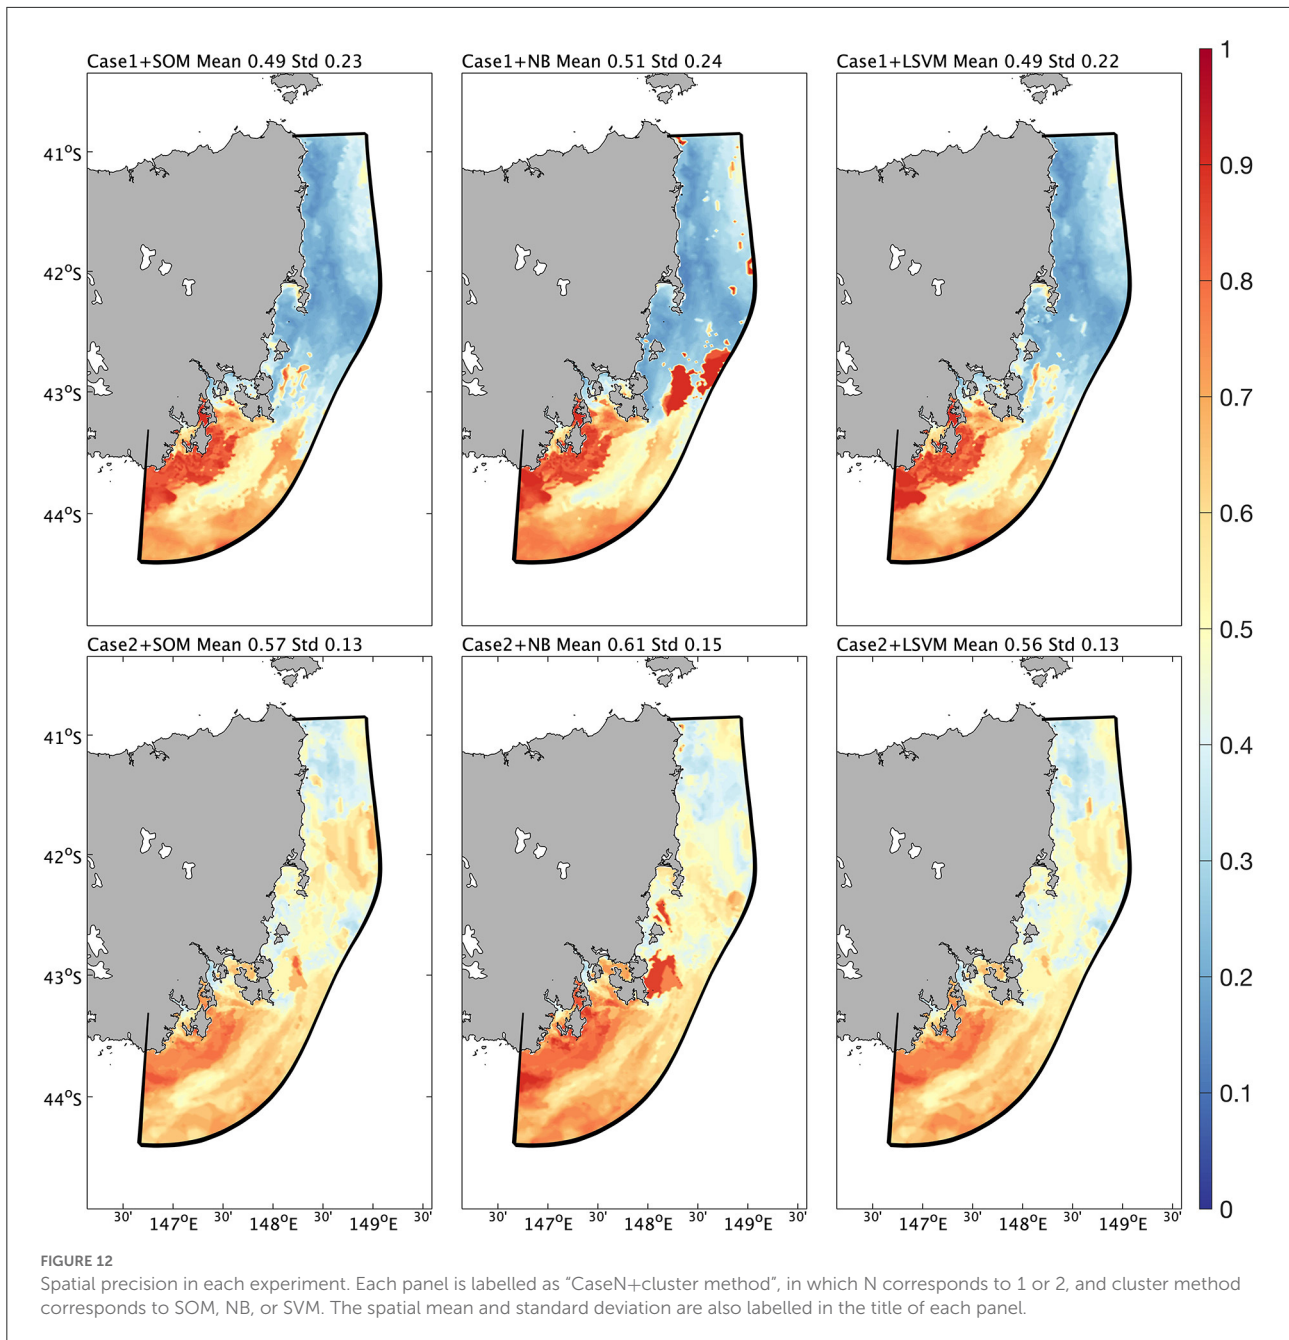 Case1+SOM Mean 0.49 Std 0.23
Case1+NB Mean 0.51 Std 0.24
Case1+LSVM Mean 0.49 Std 0.22
41°S
42°S
43°S
44°S
Case2+SOM Mean 0.57 Std 0.13
Case2+NB Mean 0.61 Std 0.15
Case2+LSVM Mean 0.56 Std 0.13
41°S
42°S
43°S
44°S
30' 147°E 30' 148°E 30' 149°E 30'
30' 147°E 30' 148°E 30' 149°E 30'
30' 147°E 30' 148°E 30' 149°E 30'
1
0.9
0.8
0.7
0.6
0.5
0.4
0.3
0.2
0.1
0
FIGURE 12
Spatial precision in each experiment. Each panel is labelled as “CaseN+cluster method”, in which N corresponds to 1 or 2, and cluster method
corresponds to SOM, NB, or SVM. The spatial mean and standard deviation are also labelled in the title of each panel.